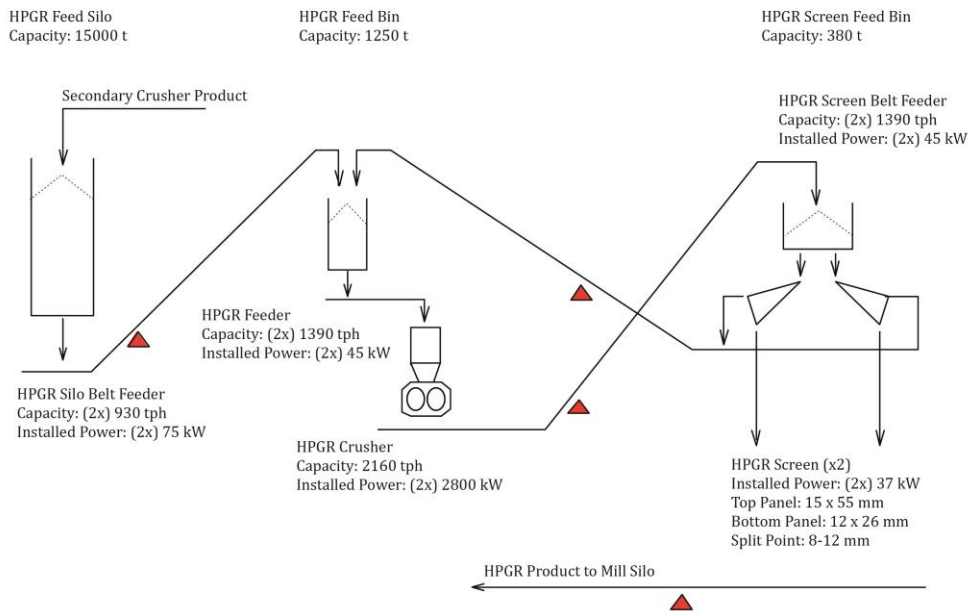 HPGR Feed Silo
Capacity: 15000 t
HPGR Feed Bin
Capacity: 1250 t
HPGR Screen Feed Bin
Capacity: 380 t
Secondary Crusher Product
HPGR Screen Belt Feeder
Capacity: (2x) 1390 tph
Installed Power: (2x) 45 kW
HPGR Feeder
Capacity: (2x) 1390 tph
Installed Power: (2x) 45 kW
HPGR Silo Belt Feeder
Capacity: (2x) 930 tph
Installed Power: (2x) 75 kW
HPGR Crusher
Capacity: 2160 tph
Installed Power: (2x) 2800 kW
HPGR Screen (x2)
Installed Power: (2x) 37 kW
Top Panel: 15 x 55 mm
Bottom Panel: 12 x 26 mm
Split Point: 8-12 mm
HPGR Product to Mill Silo